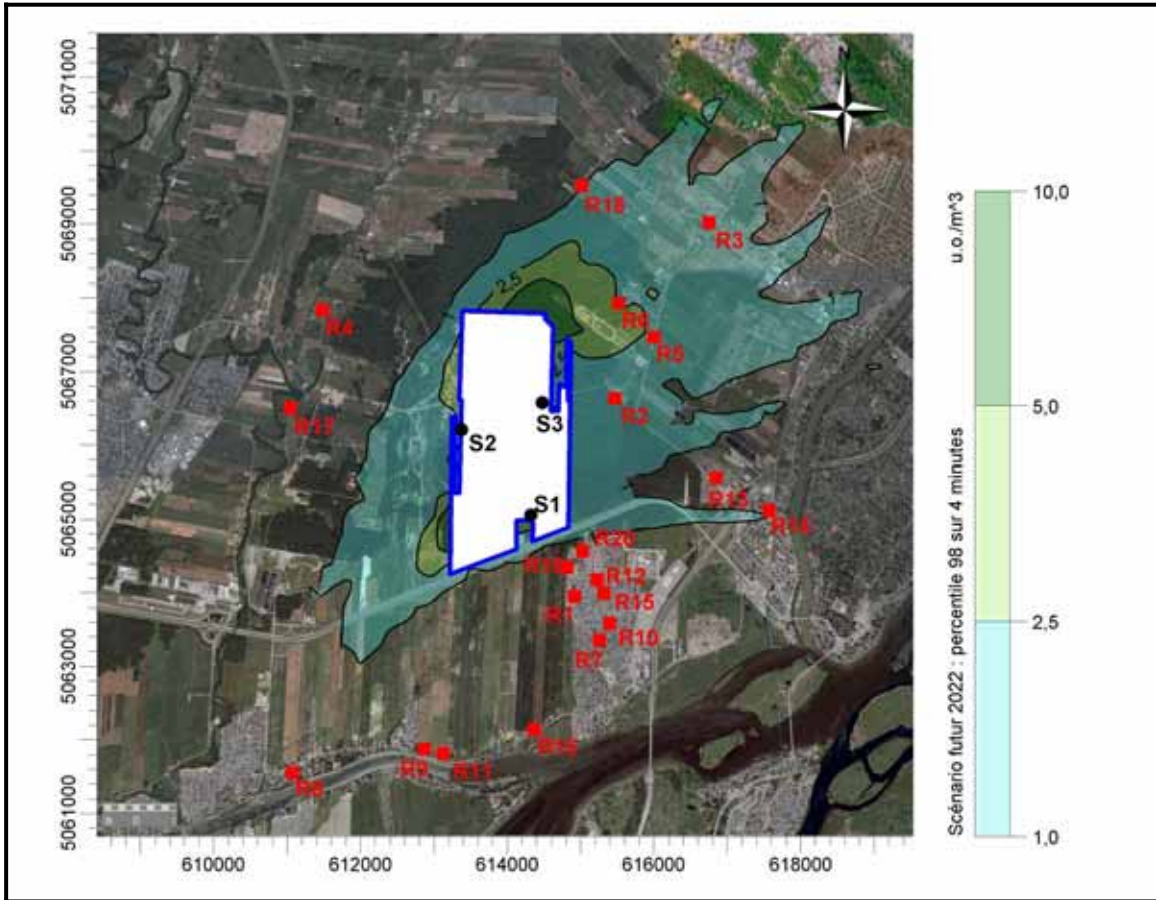 5071000
5069000
5067000
5065000
5063000
5061000
610000
612000
614000
616000
618000
R18
R3
2,5
R6
R5
R4
R2
R17
S3
S2
S1
R13
R14
R20
R19
R12
R1
R15
R10
R7
R16
R9
R11
R8
u.o./m^3
Scénario futur 2022 : percentile 98 sur 4 minutes
10,0
5,0
2,5
1,0